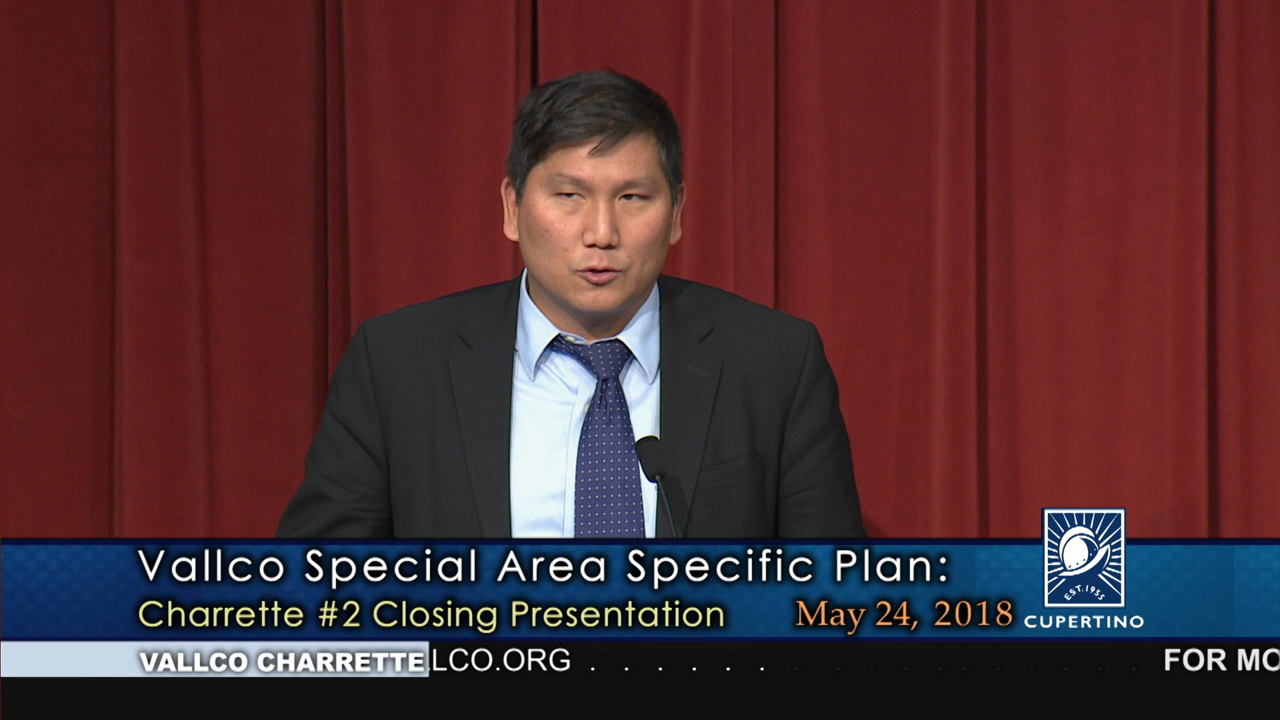 Vallco Special Area Specific Plan:
Charrette #2 Closing Presentation May 24, 2018
EST. 1955
CUPERTINO
VALLCO CHARRETTE LCO.ORG . . . . . . . . . . . . . . . FOR MO